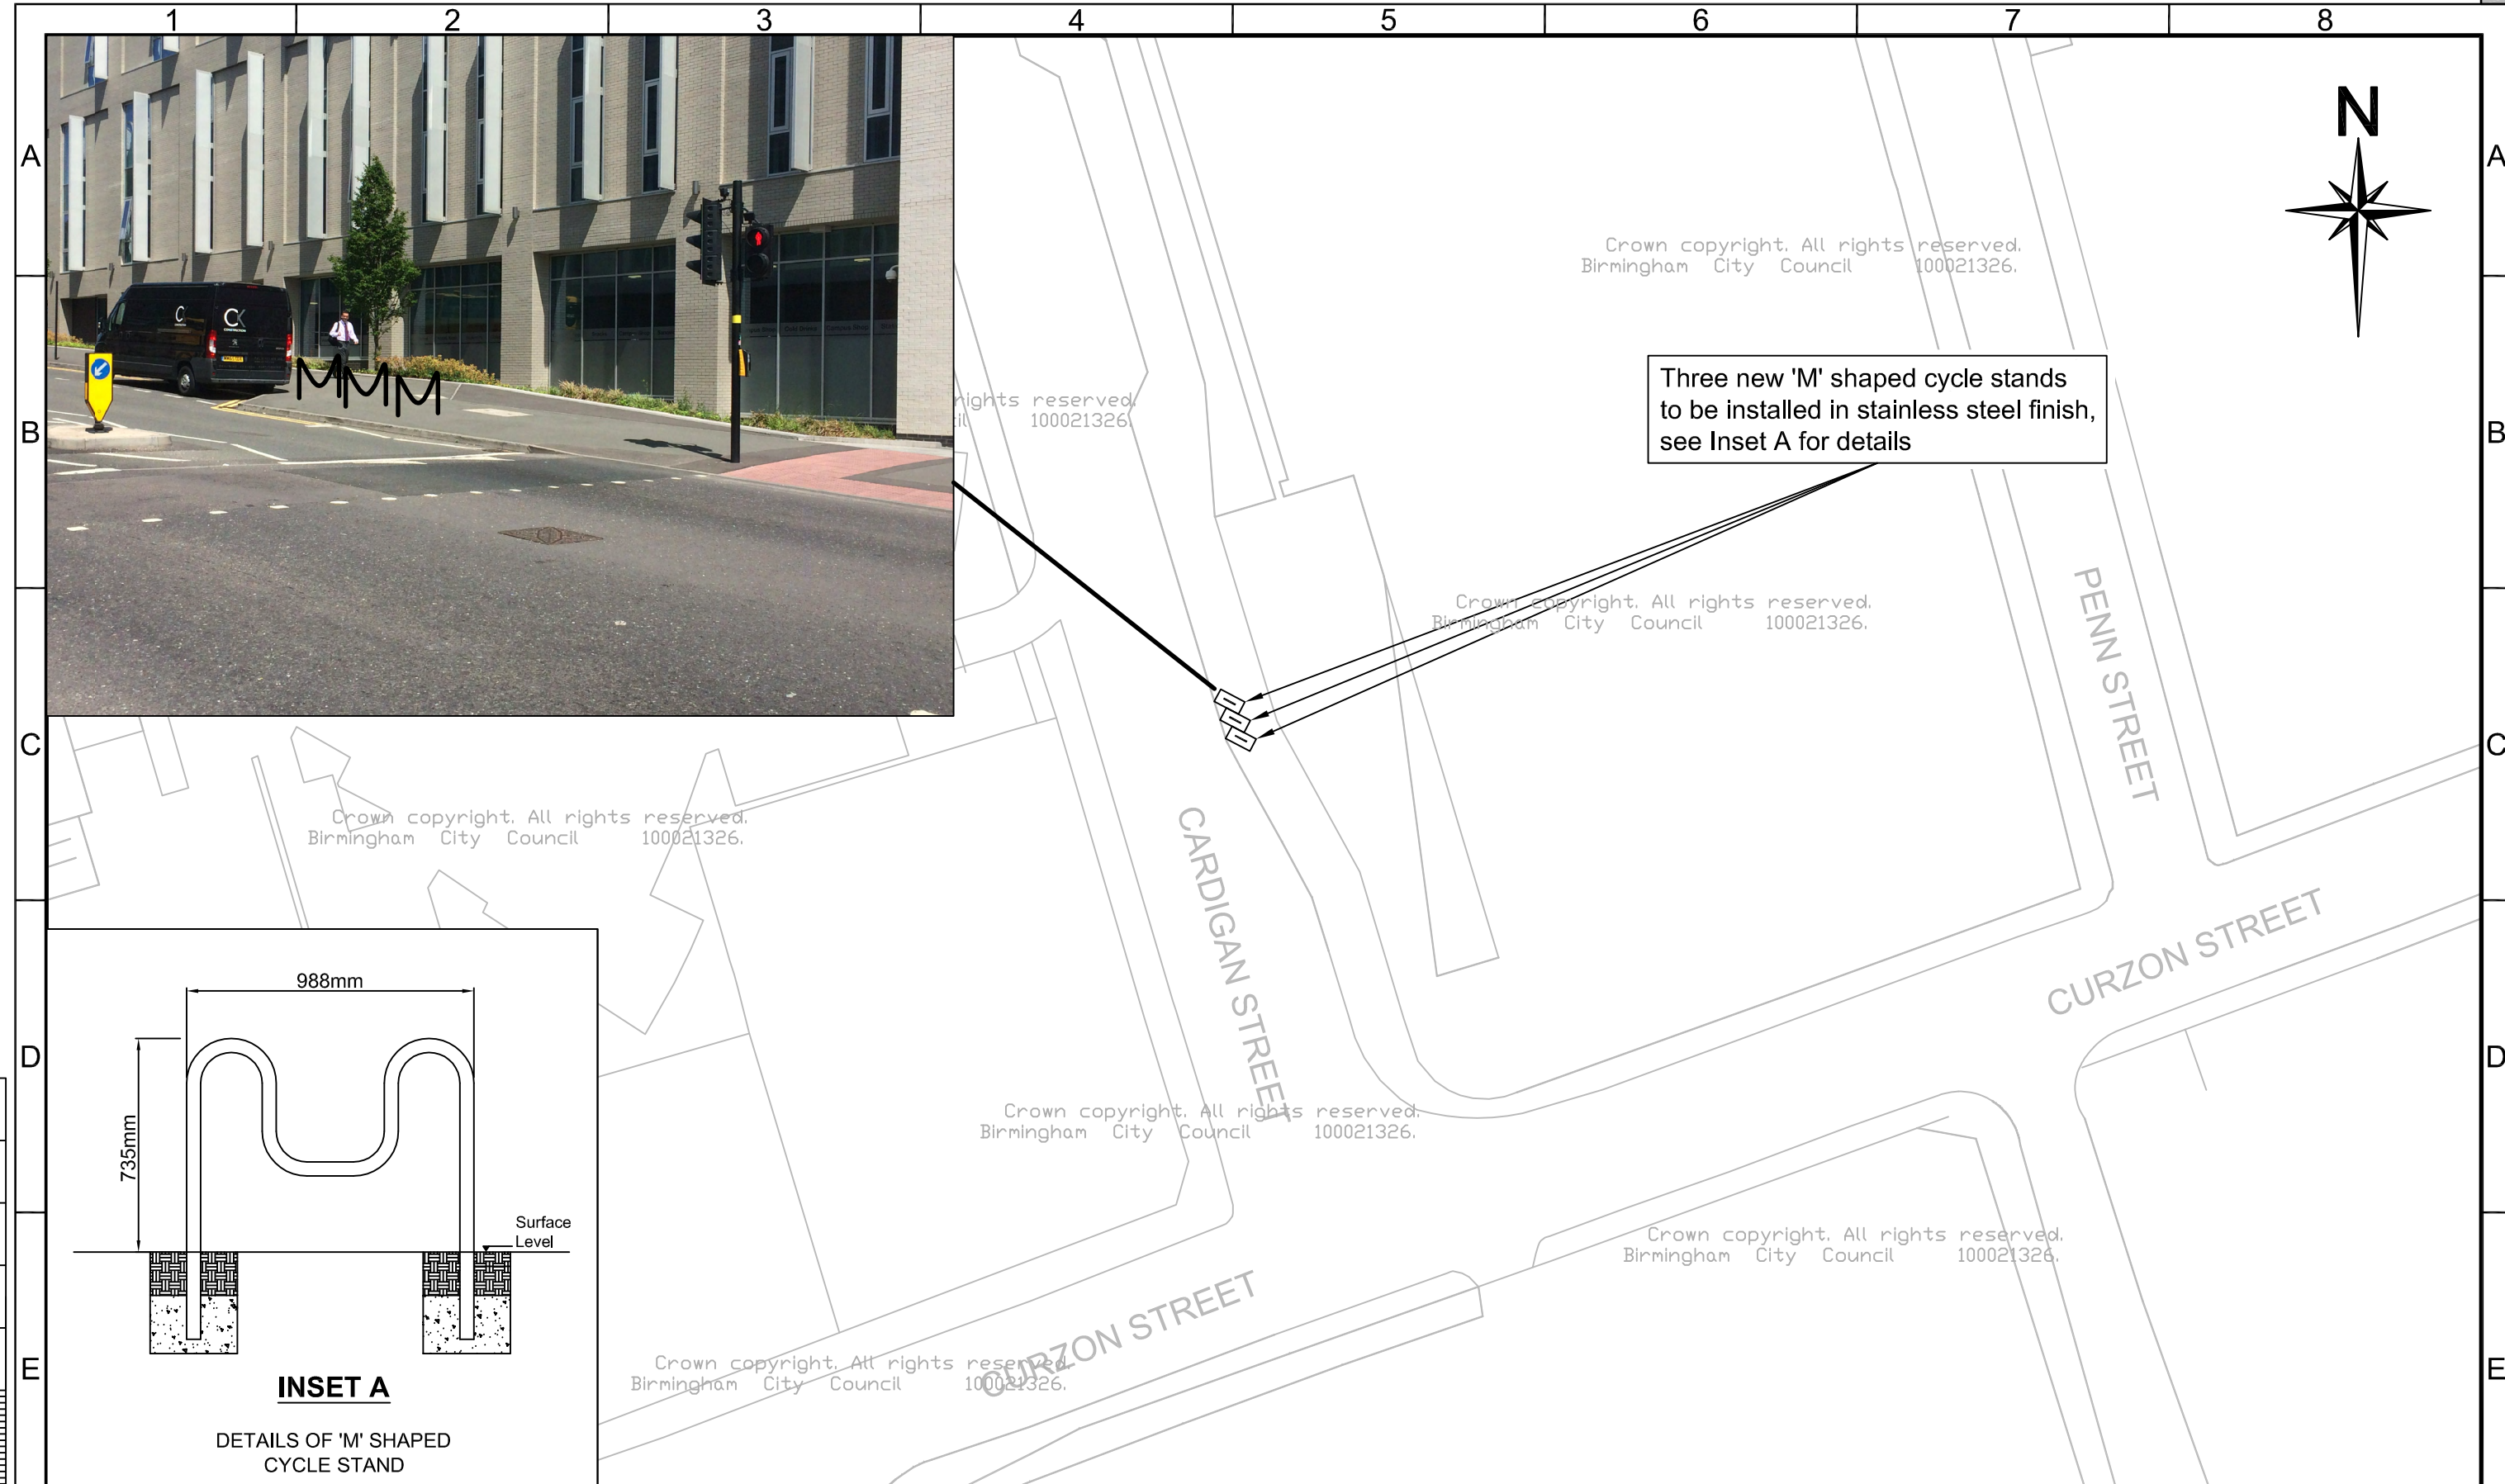 1 2 3 4 5 6 7 8
A
A
N
Crown copyright. All rights reserved.
Birmingham City Council 100021326.
CK
Three new 'M' shaped cycle stands
to be installed in stainless steel finish,
see Inset A for details
MMM
rights reserved.
100021326.
B
B
Crown copyright. All rights reserved.
Birmingham City Council 100021326.
PENN STREET
C
C
Crown copyright. All rights reserved.
Birmingham City Council 100021326.
CARDIGAN STREET
CURZON STREET
988mm
735mm
D
D
Crown copyright. All rights reserved.
Birmingham City Council 100021326.
Surface
Level
Crown copyright. All rights reserved.
Birmingham City Council 100021326.
CURZON STREET
Crown copyright. All rights reserved.
Birmingham City Council 100021326.
E
E
INSET A
DETAILS OF 'M' SHAPED
CYCLE STAND